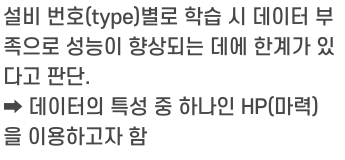 설비 번호(type)별로 학습 시 데이터 부
족으로 성능이 향상되는 데에 한계가 있
다고 판단.
➡ 데이터의 특성 중 하나인 HP(마력)
을 이용하고자 함